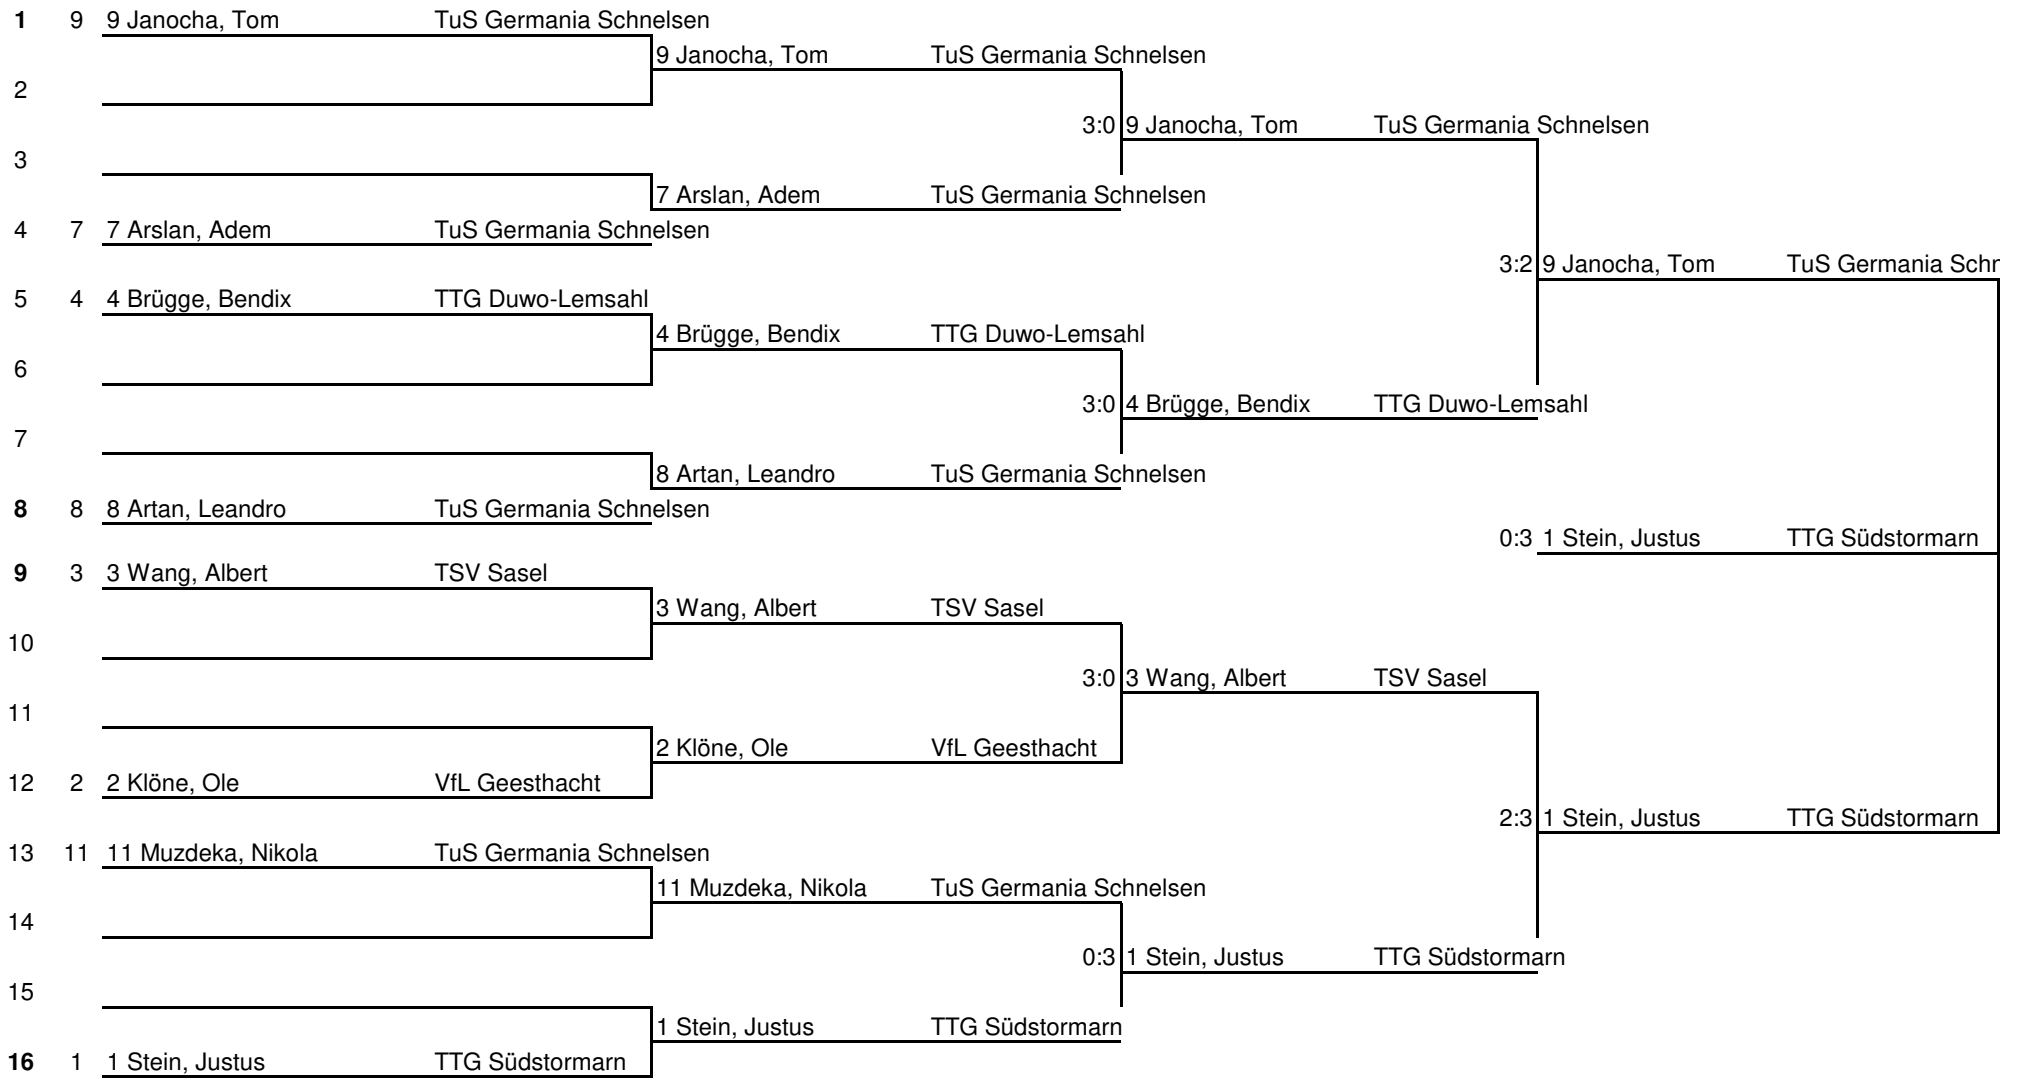 1 9 9 Janocha, Tom TuS Germania Schnelsen
9 Janocha, Tom TuS Germania Schnelsen
2
3:0 9 Janocha, Tom TuS Germania Schnelsen
3
7 Arslan, Adem TuS Germania Schnelsen
4 7 7 Arslan, Adem TuS Germania Schnelsen
3:2 9 Janocha, Tom TuS Germania Schn
5 4 4 Brügge, Bendix TTG Duwo-Lemsahl
4 Brügge, Bendix TTG Duwo-Lemsahl
6
3:0 4 Brügge, Bendix TTG Duwo-Lemsahl
7
8 Artan, Leandro TuS Germania Schnelsen
8 8 8 Artan, Leandro TuS Germania Schnelsen
0:3 1 Stein, Justus TTG Südstormarn
9 3 3 Wang, Albert TSV Sasel
3 Wang, Albert TSV Sasel
10
3:0 3 Wang, Albert TSV Sasel
11
2 Klöne, Ole VfL Geesthacht
12 2 2 Klöne, Ole VfL Geesthacht
2:3 1 Stein, Justus TTG Südstormarn
13 11 11 Muzdeka, Nikola TuS Germania Schnelsen
11 Muzdeka, Nikola TuS Germania Schnelsen
14
0:3 1 Stein, Justus TTG Südstormarn
15
1 Stein, Justus TTG Südstormarn
16 1 1 Stein, Justus TTG Südstormarn